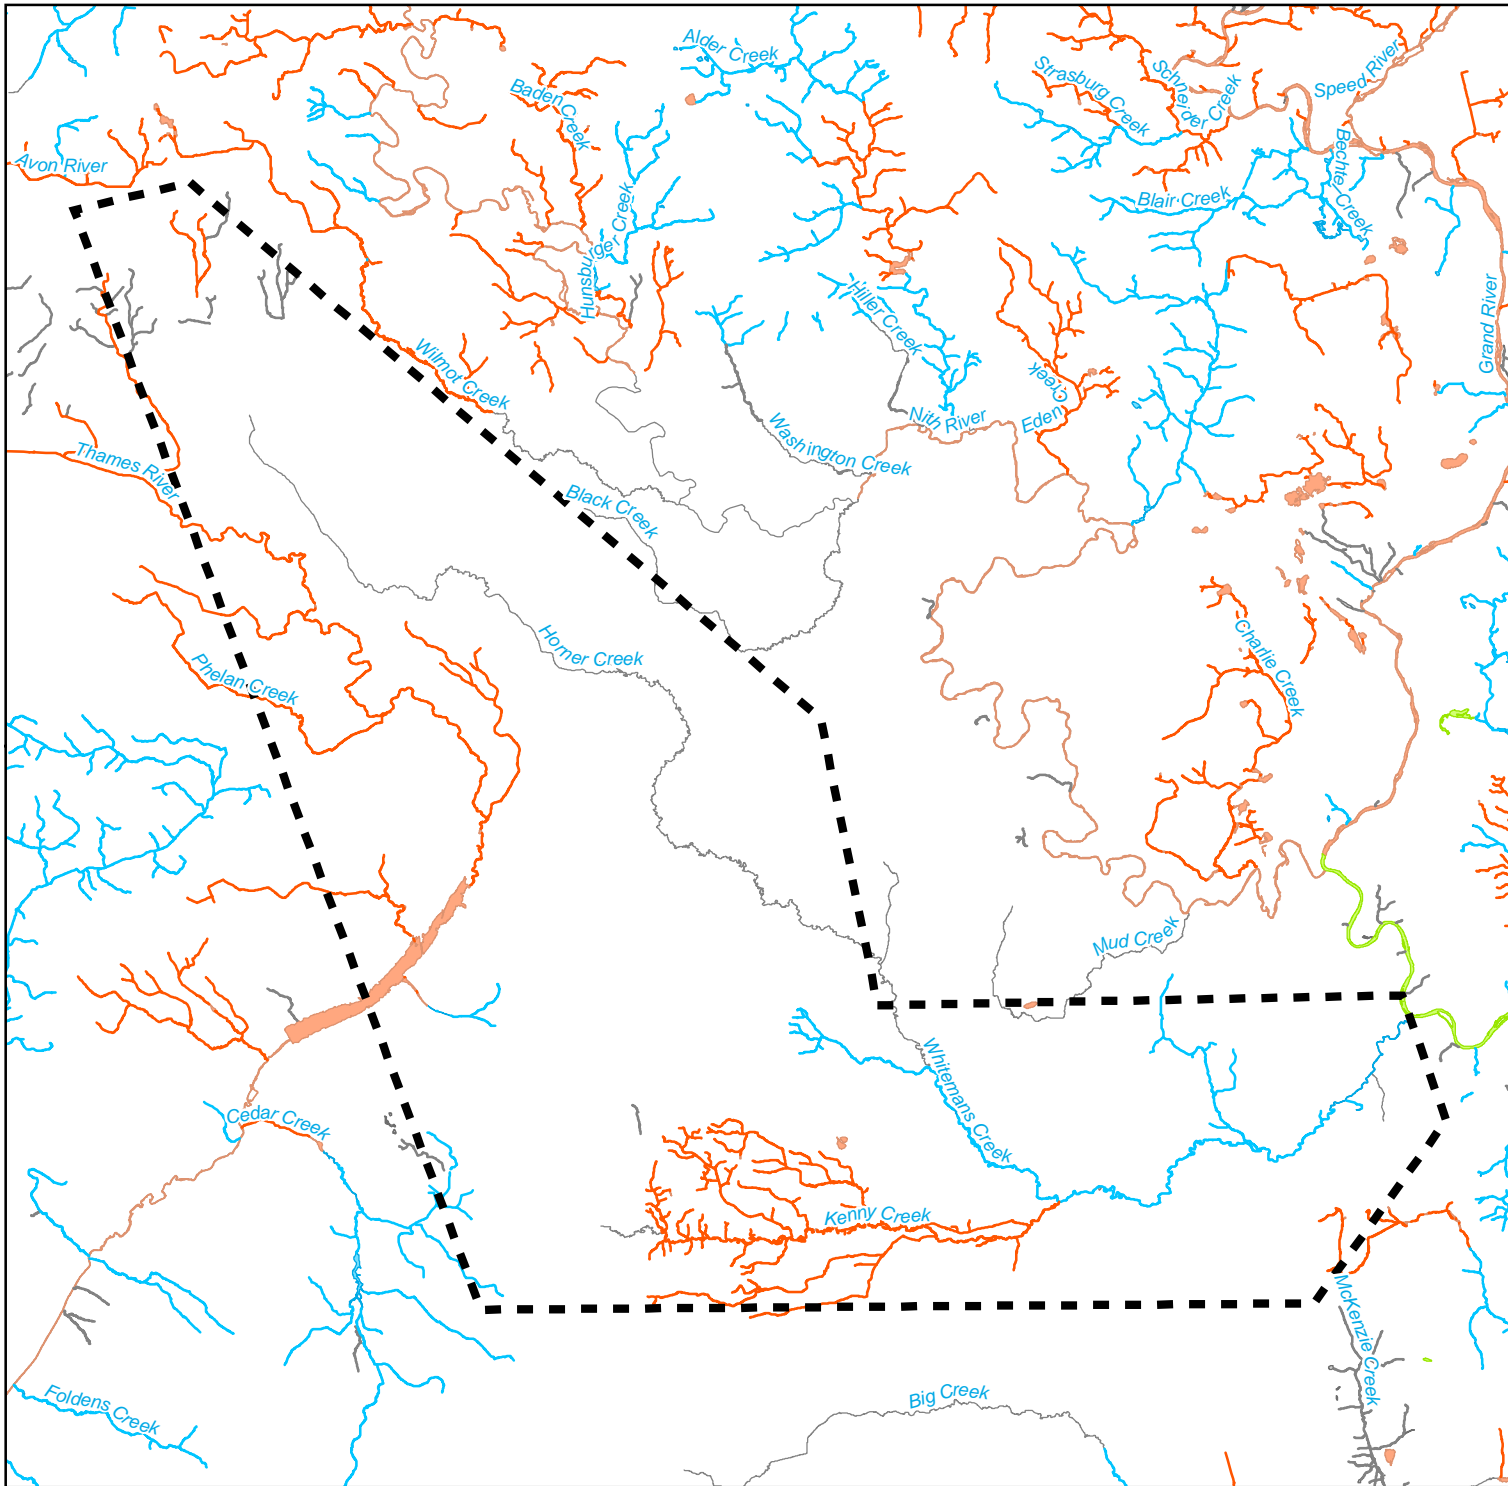 Alder Creek
Speed River
Strasburg Creek
Schneider Creek
Baden Creek
Avon River
Bechtel Creek
Blair Creek
Hunsburger Creek
Hiller Creek
Grand River
Wilmot Creek
Nith River
Eden Creek
Washington Creek
Thames River
Black Creek
Horner Creek
Charlie Creek
Phelan Creek
Mud Creek
Whitemans Creek
Cedar Creek
Kenny Creek
McKenzie Creek
Foldens Creek
Big Creek